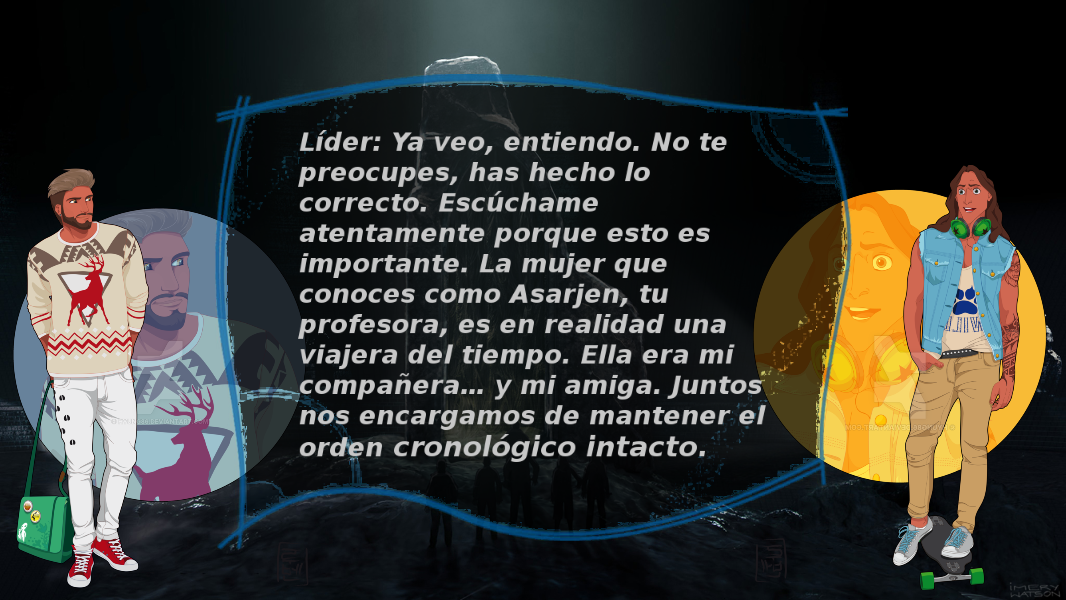 Líder: Ya veo, entiendo. No te
preocupes, has hecho lo
correcto. Escúchame
atentamente porque esto es
importante. La mujer que
conoces como Asarjen, tu
profesora, es en realidad una
viajera del tiempo. Ella era mi
compañera... y mi amiga. Juntos
nos encargamos de mantener el
orden cronológico intacto.
IMERY
WATSON